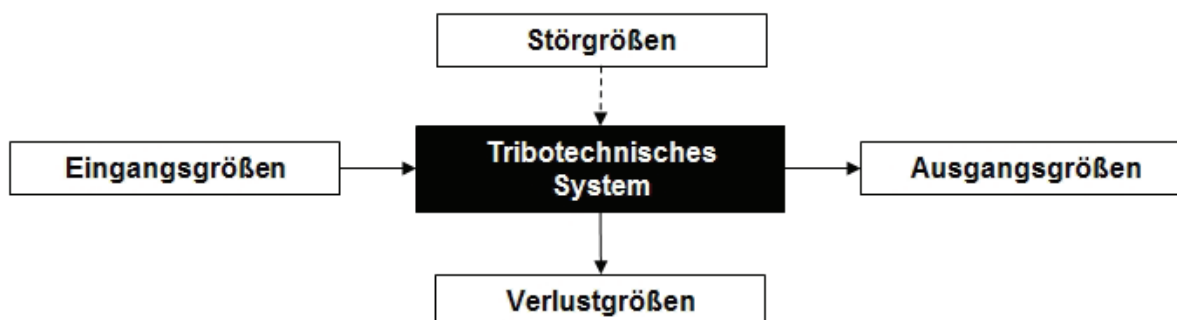 Störgrößen
Eingangsgrößen
Tribotechnisches
System
Ausgangsgrößen
Verlustgrößen